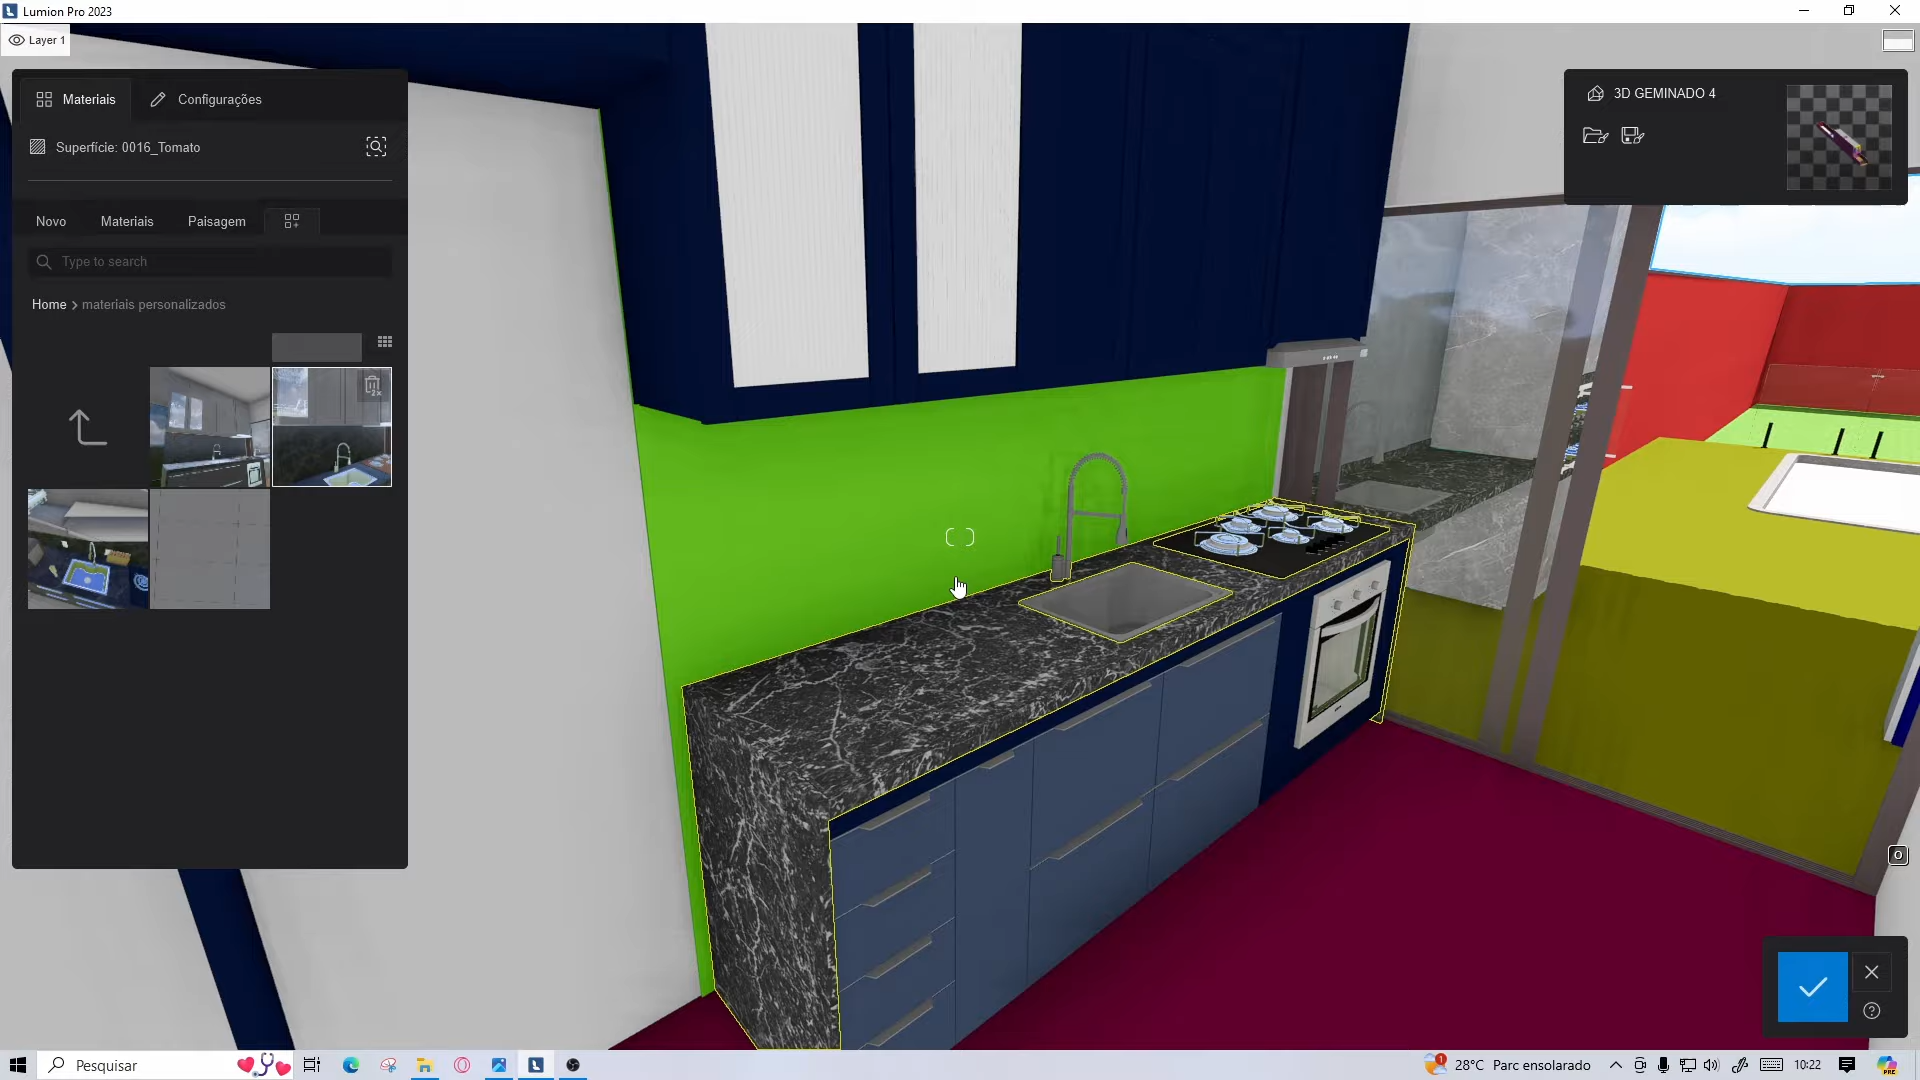 Lumion Pro 2023
Layer 1
Materiais
Configurações
Superfície: 0016_Tomato
Novo
Materiais
Paisagem
Type to search
Home > materiais personalizados
3D GEMINADO 4
O
Pesquisar
28°C Parc ensolarado
10:22